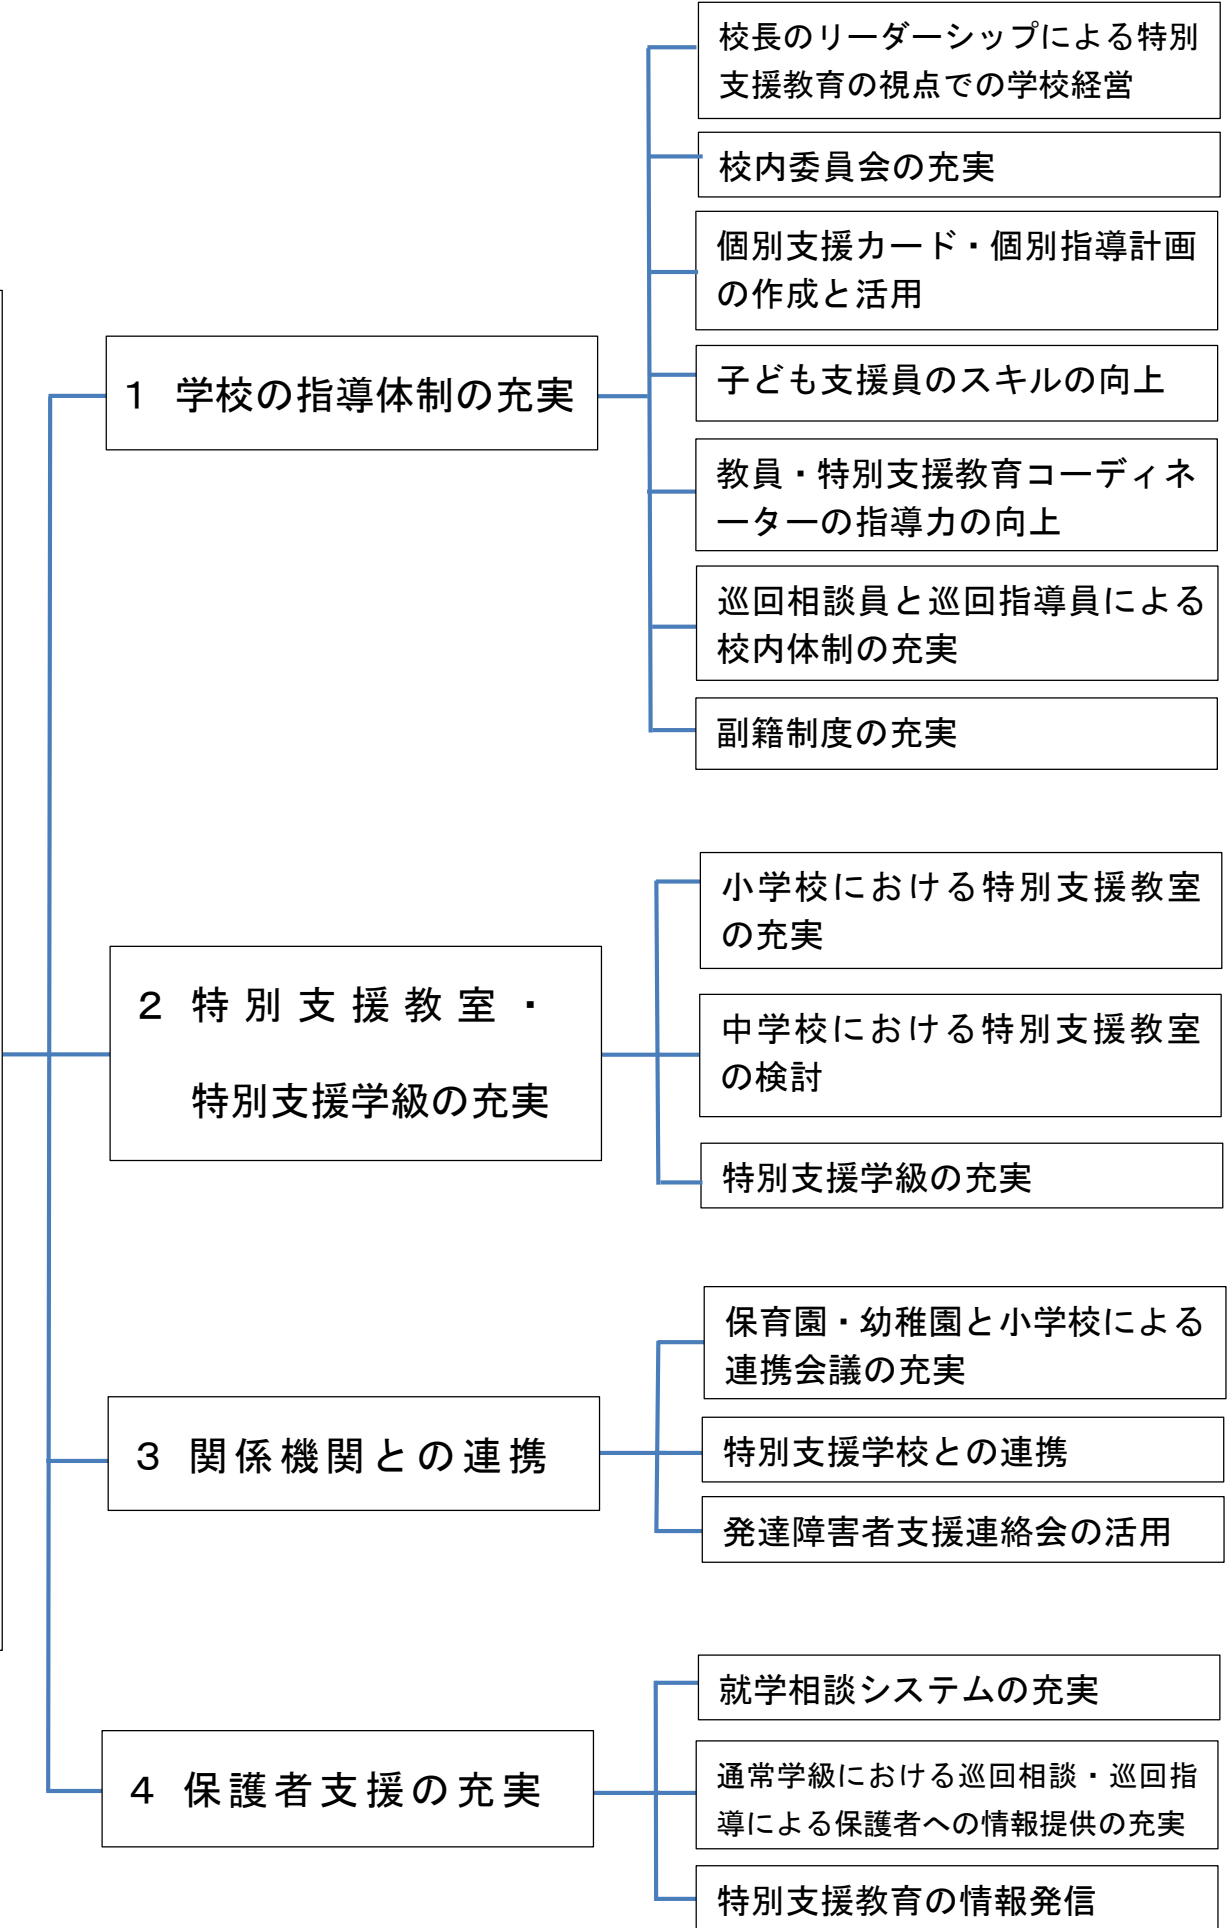 １ 学校の指導体制の充実
校長のリーダーシップによる特別
支援教育の視点での学校経営
校内委員会の充実
個別支援カード・個別指導計画
の作成と活用
子ども支援員のスキルの向上
教員・特別支援教育コーディネ
ーターの指導力の向上
巡回相談員と巡回指導員による
校内体制の充実
副籍制度の充実
２ 特別支援教室・
特別支援学級の充実
小学校における特別支援教室
の充実
中学校における特別支援教室
の検討
特別支援学級の充実
３ 関係機関との連携
保育園・幼稚園と小学校による
連携会議の充実
特別支援学校との連携
発達障害者支援連絡会の活用
４ 保護者支援の充実
就学相談システムの充実
通常学級における巡回相談・巡回指
導による保護者への情報提供の充実
特別支援教育の情報発信